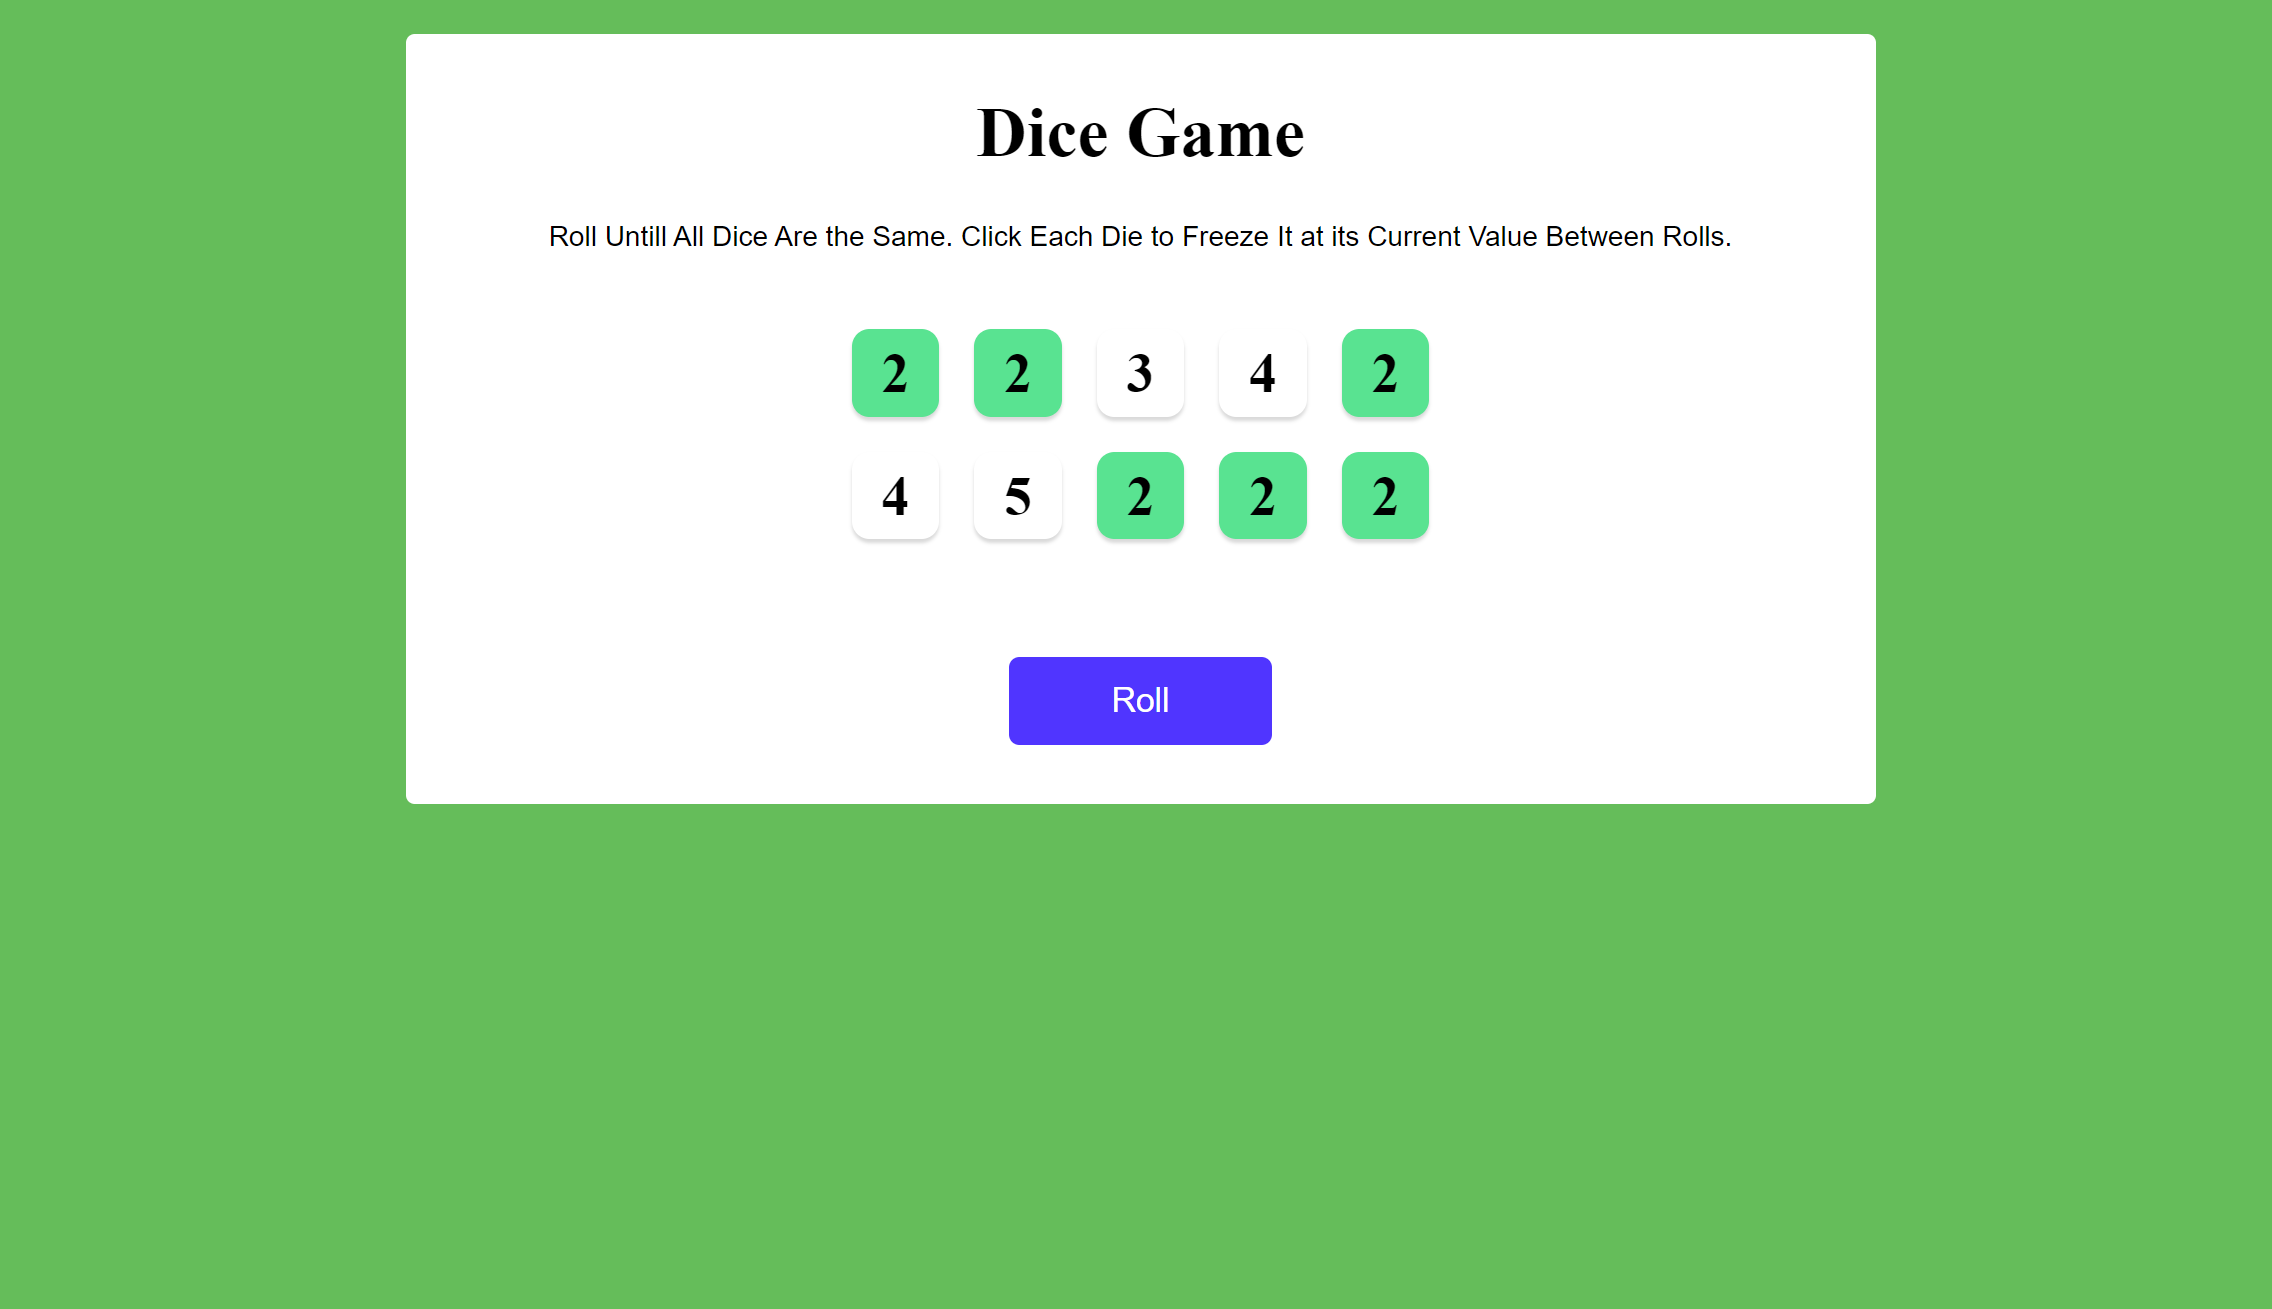 Dice Game
Roll Untill All Dice Are the Same. Click Each Die to Freeze It at its Current Value Between Rolls.
2 2 3 4 2
4 5 2 2 2
Roll